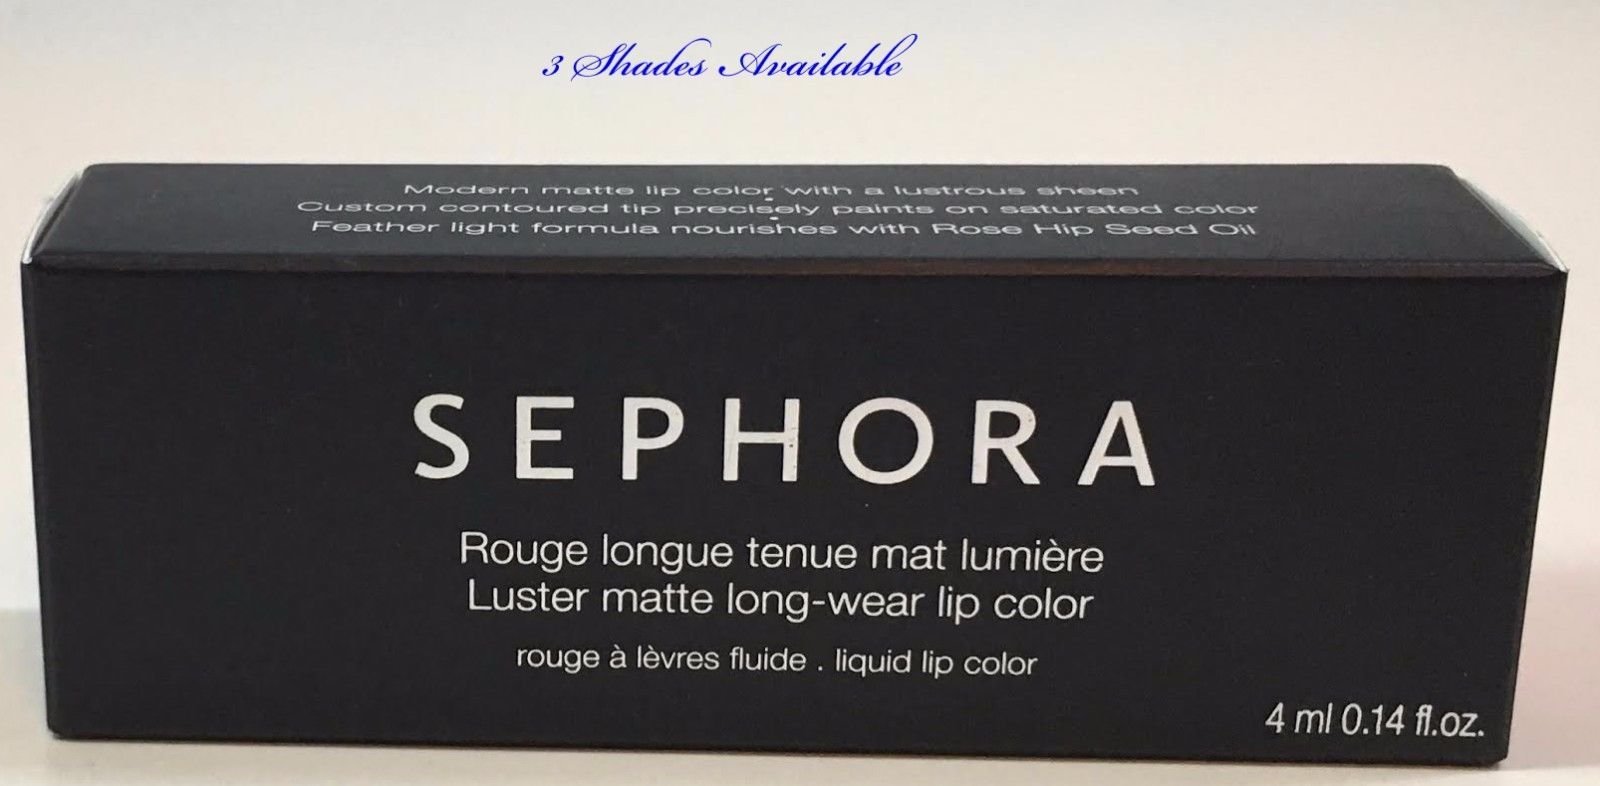 3 Shades Available
Modern matte lip color with a lustrous sheen
Custom contoured tip precisely paints on saturated color
Feather light formula nourishes with Rose Hip Seed Oil
SEPHORA
Rouge longue tenue mat lumière
Luster matte long-wear lip color
rouge à lèvres fluide . liquid lip color
4 ml 0.14 fl.oz.